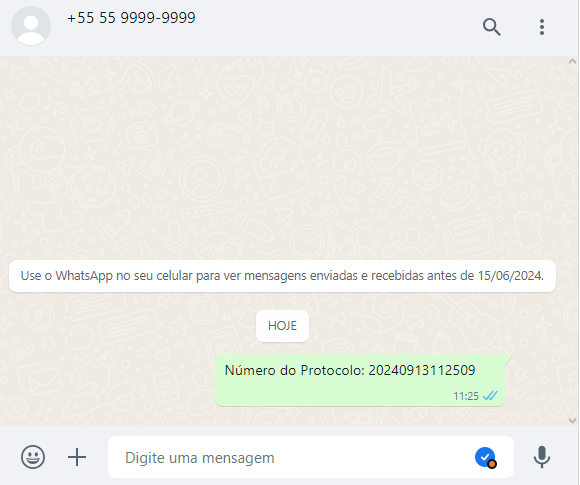 +55 55 9999-9999
Use o WhatsApp no seu celular para ver mensagens enviadas e recebidas antes de 15/06/2024.
HOJE
Número do Protocolo: 20240913112509
11:25
Digite uma mensagem